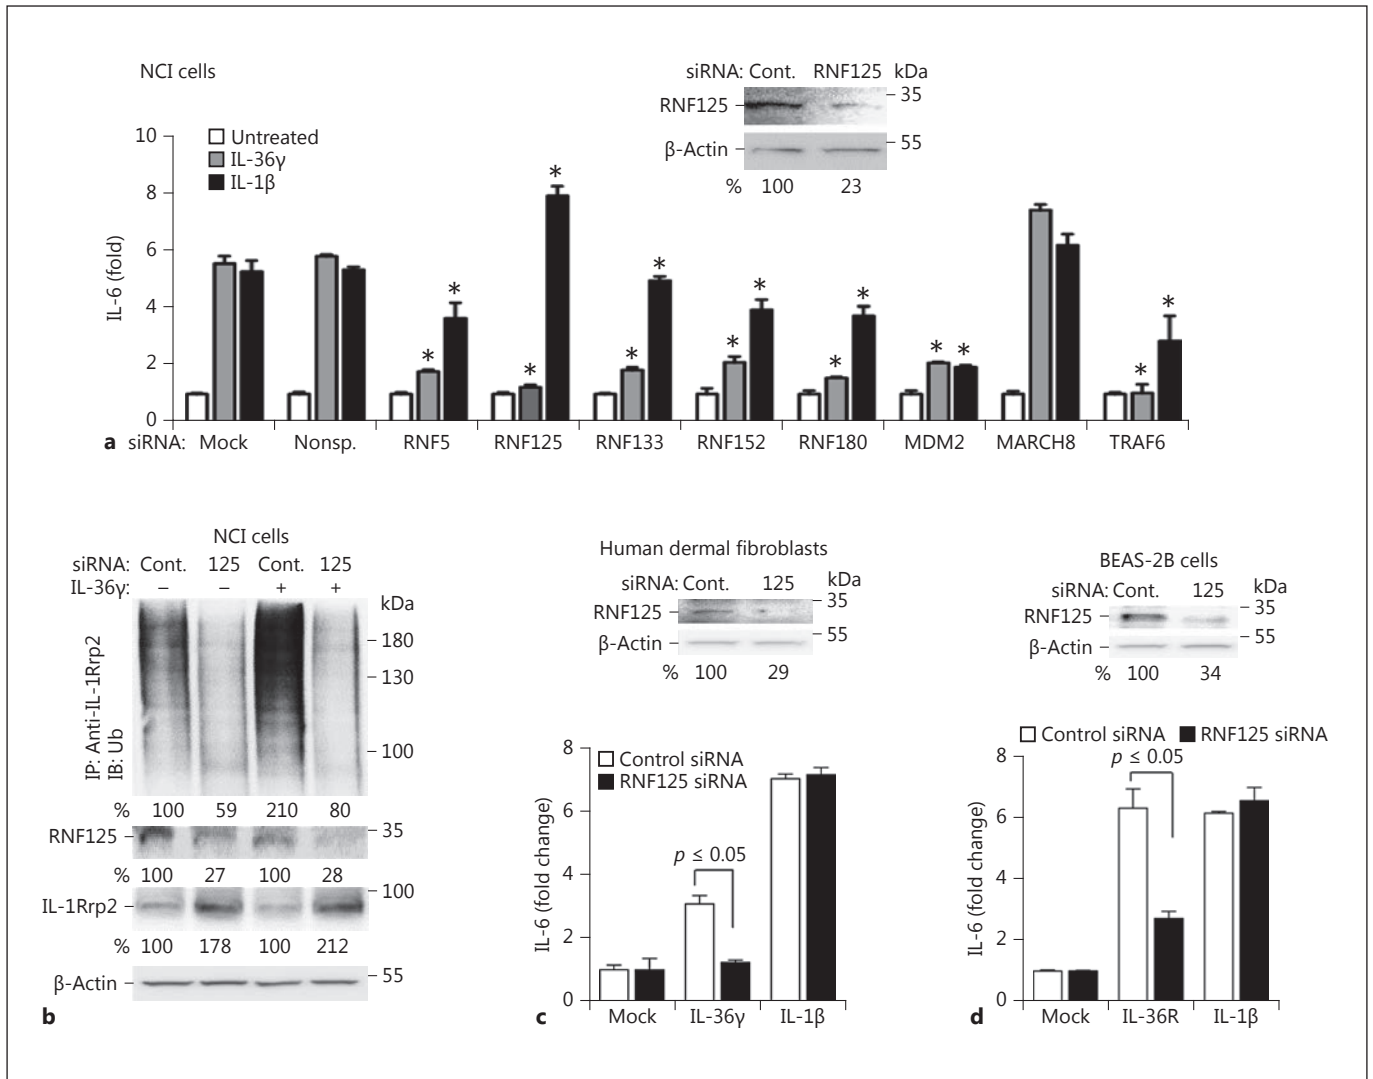 NCI cells
siRNA: Cont. RNF125 kDa
RNF125 35
β-Actin 55
% 100 23
Untreated
IL-36γ
IL-1β
IL-6 (fold)
10
8
6
4
2
0
* * * * * * * * * * * * * *
a siRNA: Mock Nonsp. RNF5 RNF125 RNF133 RNF152 RNF180 MDM2 MARCH8 TRAF6
NCI cells
siRNA: Cont. 125 Cont. 125
IL-36γ: – – + +
kDa
180
130
100
IP: Anti-IL-1Rrp2
IB: Ub
% 100 59 210 80
RNF125 35
% 100 27 100 28
100
IL-1Rrp2
% 100 178 100 212
β-Actin 55
b
Human dermal fibroblasts
siRNA: Cont. 125 kDa
RNF125 35
β-Actin 55
% 100 29
Control siRNA
RNF125 siRNA
p ≤ 0.05
IL-6 (fold change)
8
6
4
2
0
c Mock IL-36γ IL-1β
BEAS-2B cells
siRNA: Cont. 125 kDa
RNF125 35
β-Actin 55
% 100 34
Control siRNA RNF125 siRNA
p ≤ 0.05
IL-6 (fold change)
8
6
4
2
0
d Mock IL-36R IL-1β